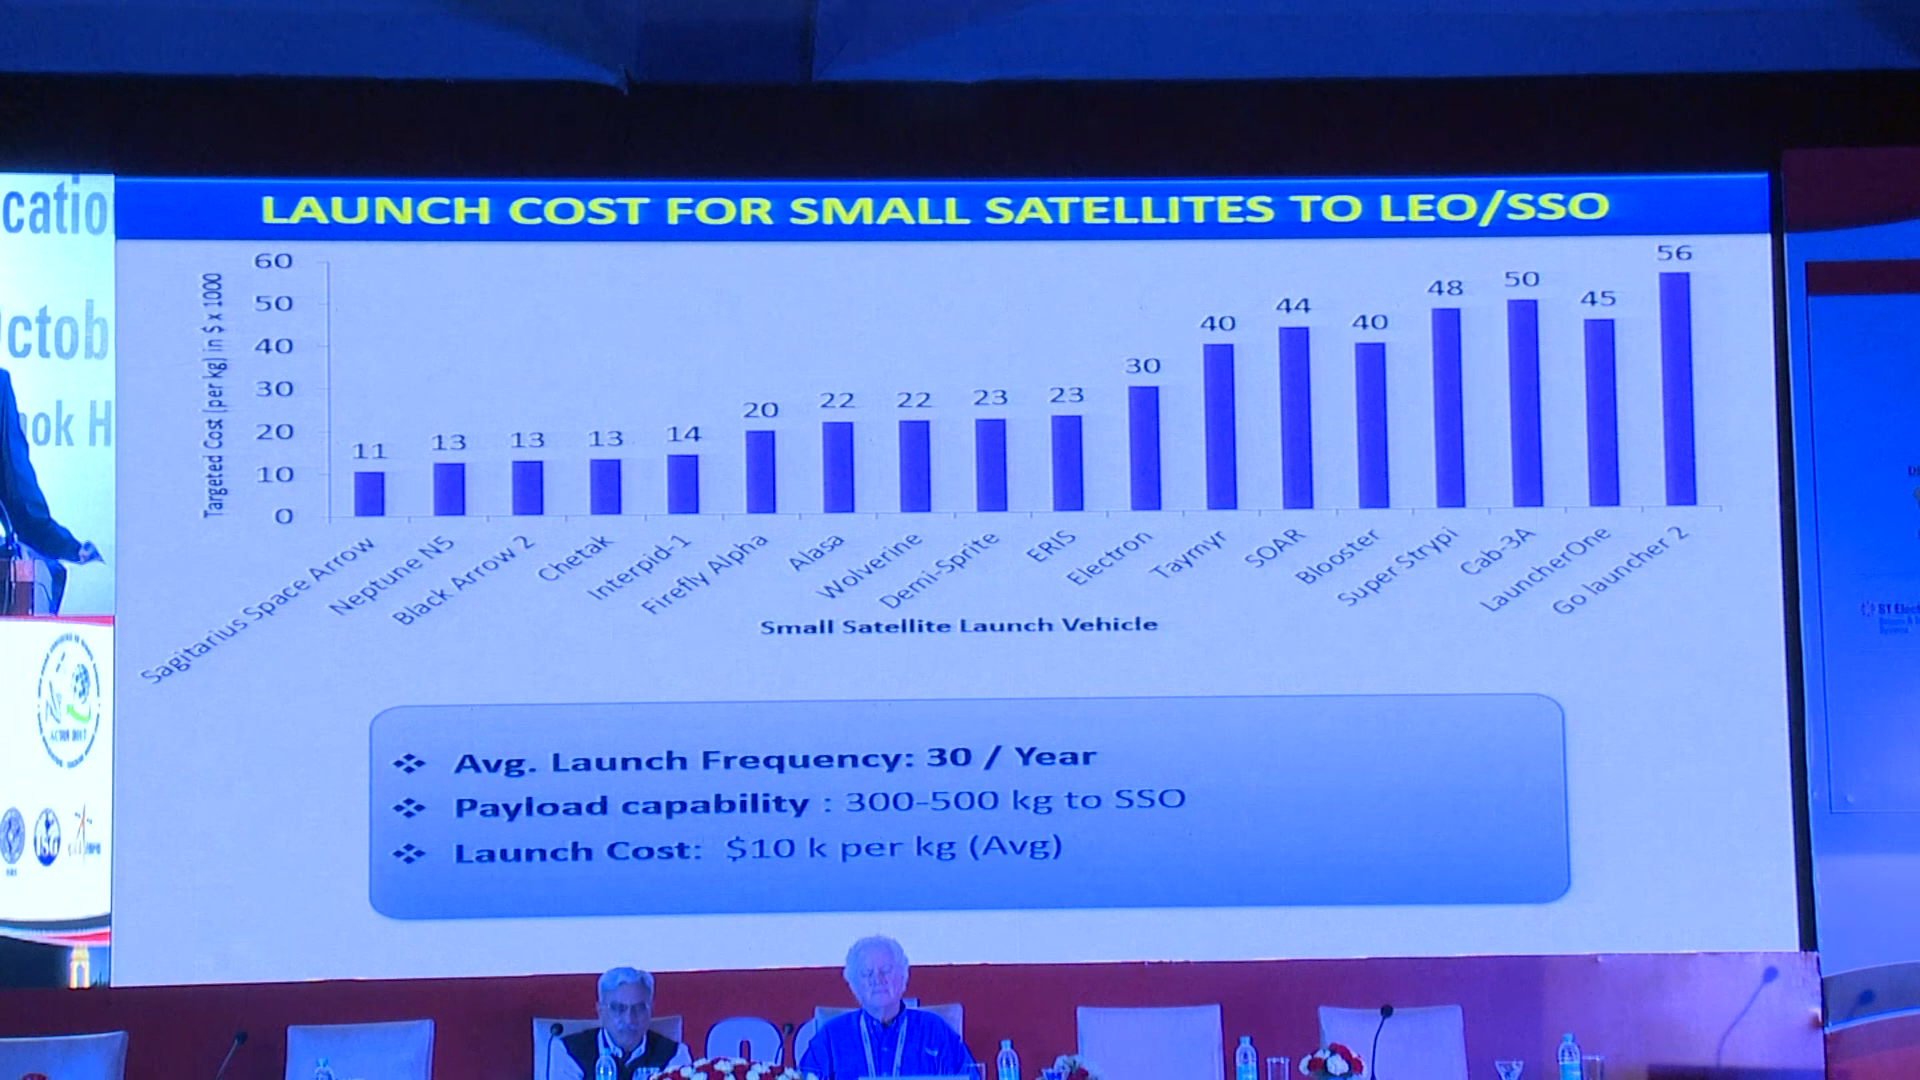 LAUNCH COST FOR SMALL SATELLITES TO LEO/SSO
Targeted Cost (per kg) in $ x 1000
60
50
40
30
20
10
0
11 13 13 13 14 20 22 22 23 23 30 40 44 40 48 50 45 56
Sagitarius Space Arrow
Neptune N5
Black Arrow 2
Chetak
Interpid-1
Firefly Alpha
Alasa
Wolverine
Demi-Sprite
ERIS
Electron
Tayrnyr
SOAR
Blooster
Super Strypi
Cab-3A
LauncherOne
Go launcher 2
Small Satellite Launch Vehicle
❖ Avg. Launch Frequency: 30 / Year
❖ Payload capability : 300-500 kg to SSO
❖ Launch Cost: $10 k per kg (Avg)
catio
ctob
ok H